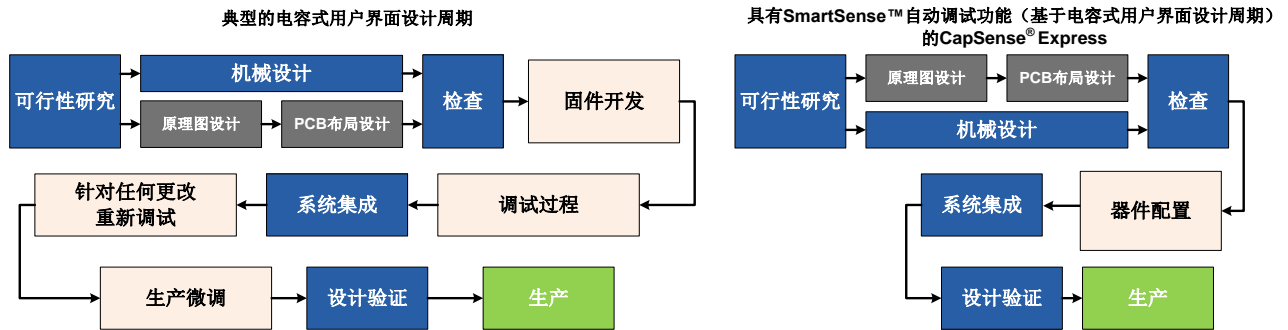 典型的电容式用户界面设计周期
可行性研究
机械设计
原理图设计
PCB布局设计
检查
固件开发
针对任何更改
重新调试
系统集成
调试过程
生产微调
设计验证
生产
具有SmartSense™自动调试功能（基于电容式用户界面设计周期）
的CapSense® Express
可行性研究
原理图设计
PCB布局设计
机械设计
检查
系统集成
器件配置
设计验证
生产